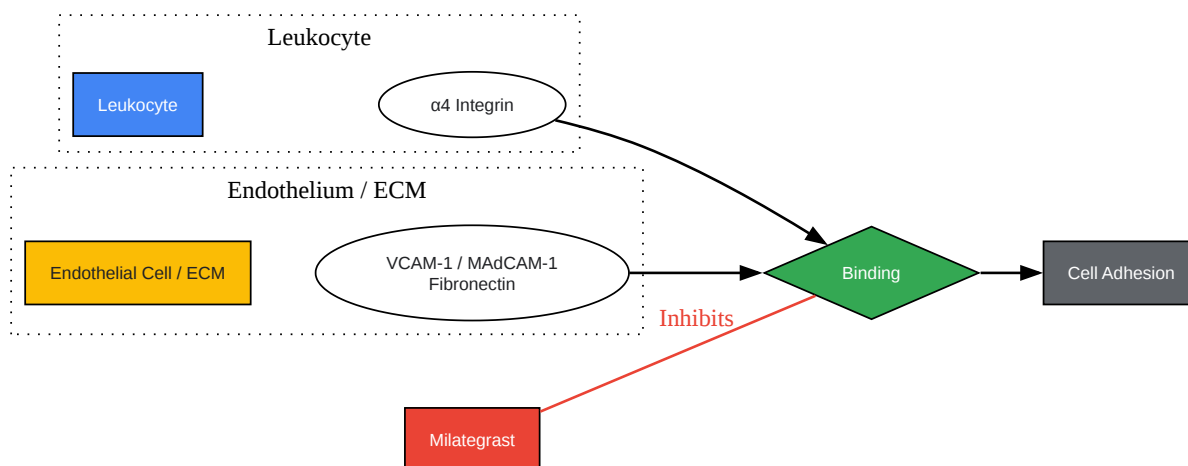 Leukocyte
Leukocyte
α4 Integrin
Endothelium / ECM
Endothelial Cell / ECM
VCAM-1 / MAdCAM-1
Fibronectin
Binding
Cell Adhesion
Inhibits
Milategrast